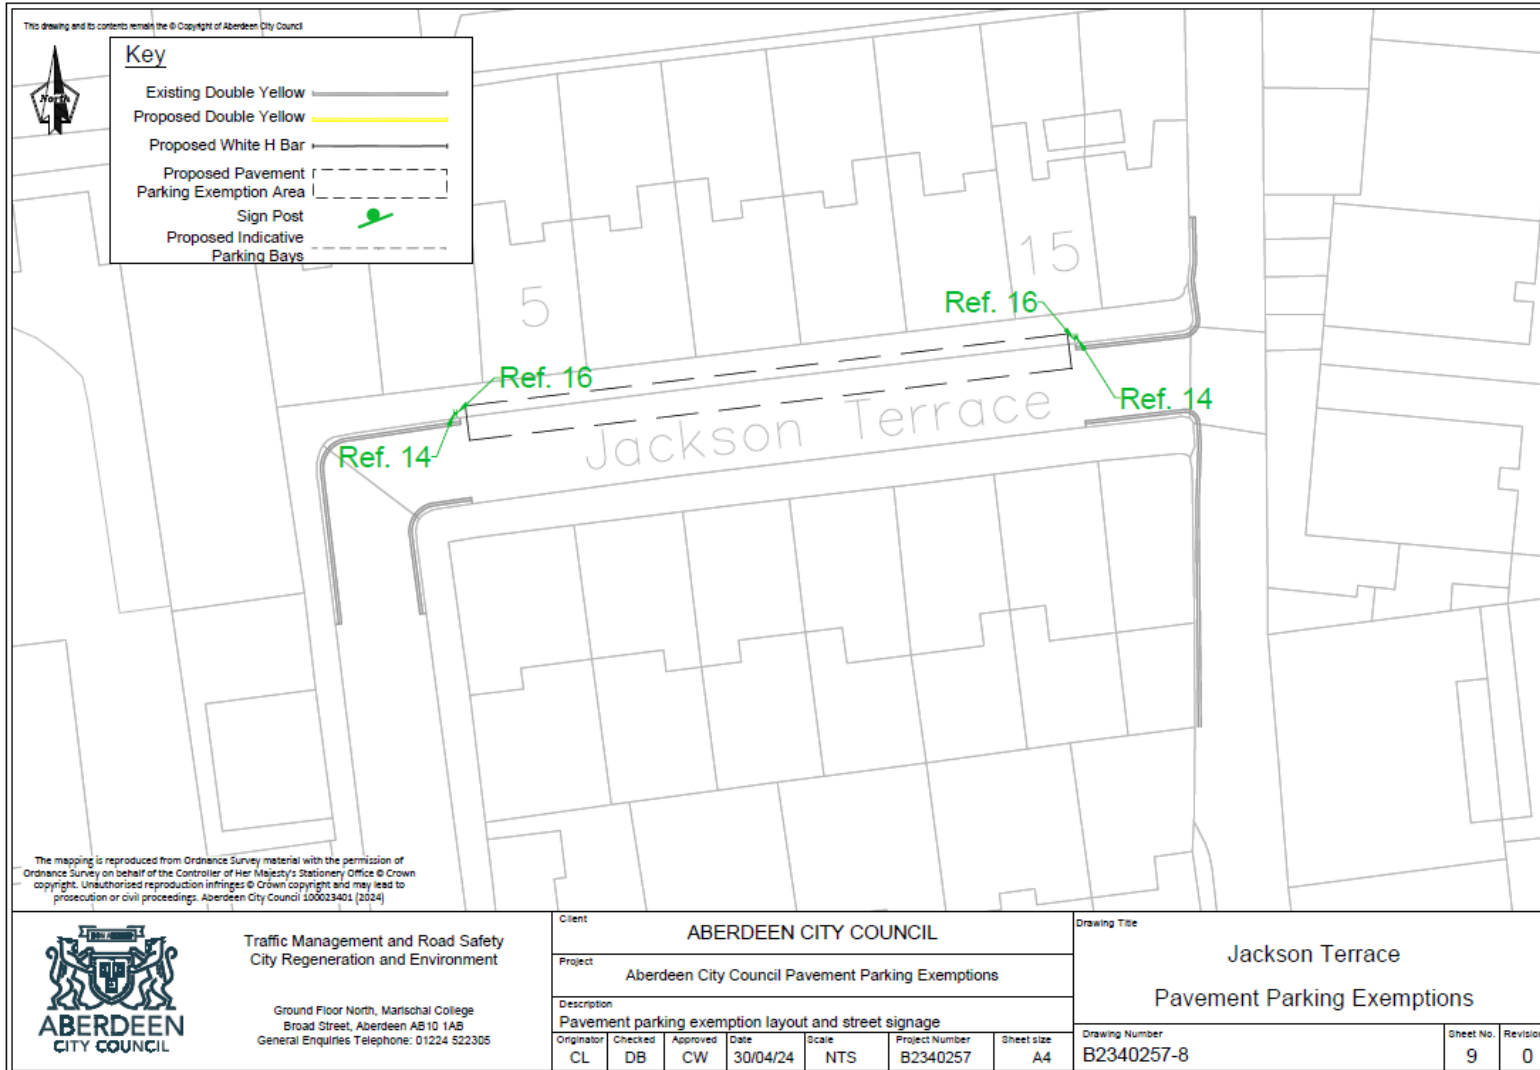 This drawing and its contents remain the © Copyright of Aberdeen City Council
North
Key
Existing Double Yellow
Proposed Double Yellow
Proposed White H Bar
Proposed Pavement
Parking Exemption Area
Sign Post
Proposed Indicative
Parking Bays
5
15
Ref. 16
Ref. 16
Ref. 14
Ref. 14
Jackson Terrace
The mapping is reproduced from Ordnance Survey material with the permission of
Ordnance Survey on behalf of the Controller of Her Majesty's Stationery Office © Crown
copyright. Unauthorised reproduction infringes © Crown copyright and may lead to
prosecution or civil proceedings. Aberdeen City Council 100023401 (2024)
ABERDEEN
CITY COUNCIL
Traffic Management and Road Safety
City Regeneration and Environment
Ground Floor North, Marischal College
Broad Street, Aberdeen AB10 1AB
General Enquiries Telephone: 01224 522305
Client
ABERDEEN CITY COUNCIL
Project
Aberdeen City Council Pavement Parking Exemptions
Description
Pavement parking exemption layout and street signage
Originator Checked Approved Date Scale Project Number Sheet size
CL DB CW 30/04/24 NTS B2340257 A4
Drawing Title
Jackson Terrace
Pavement Parking Exemptions
Drawing Number Sheet No. Revision
B2340257-8 9 0